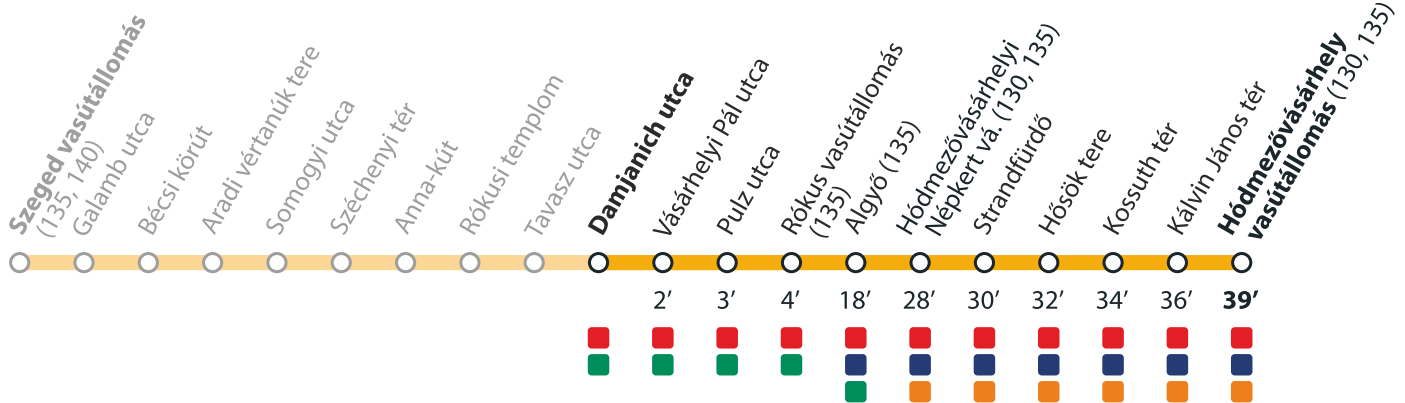 Szeged vasútállomás
(135, 140)
Galamb utca
Bécsi körút
Aradi vértanúk tere
Somogyi utca
Széchenyi tér
Anna-kút
Rókusi templom
Tavasz utca
Damjanich utca
Vásárhelyi Pál utca
Pulz utca
Rókus vasútállomás
(135)
Algyő (135)
Hódmezővásárhelyi
Népkert vá. (130, 135)
Strandfürdő
Hősök tere
Kossuth tér
Kálvin János tér
Hódmezővásárhely
vasútállomás (130, 135)
2’ 3’ 4’ 18’ 28’ 30’ 32’ 34’ 36’ 39’